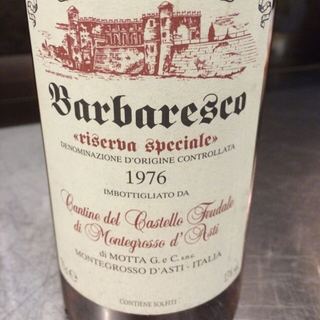 Barbaresco
«riserva speciale»
DENOMINAZIONE D'ORIGINE CONTROLLATA
1976
IMBOTTIGLIATO DA
Cantine del Castello Feudale
di Montegrosso d'Asti
di MOTTA G. e C. s.n.c.
MONTEGROSSO D'ASTI - ITALIA
CONTIENE SOLFITI